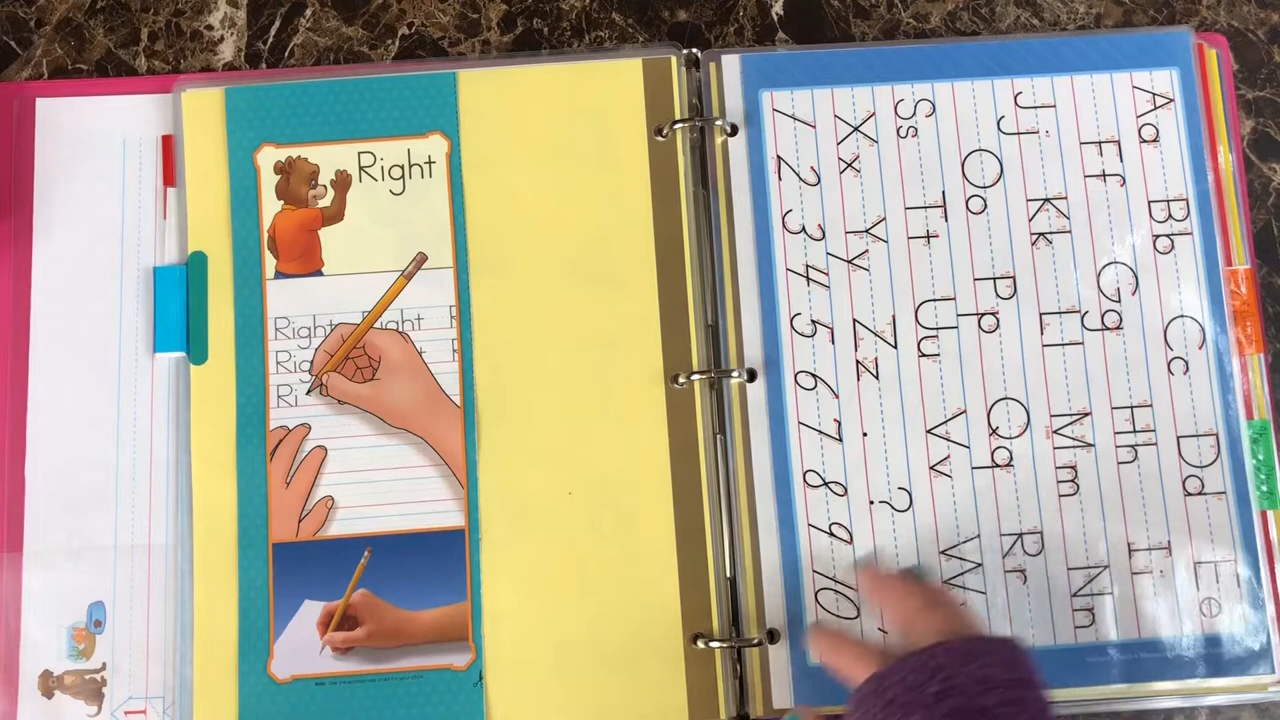 Right
Right Right R
Rig t R
Ri
Aa Bb Cc Dd Ee
Ff Gg Hh Ii
Jj Kk Ll Mm Nn
Oo Pp Qq Rr
Ss Tt Uu Vv W
Xx Yy Zz . ? ,
1 2 3 4 5 6 7 8 9 10
1